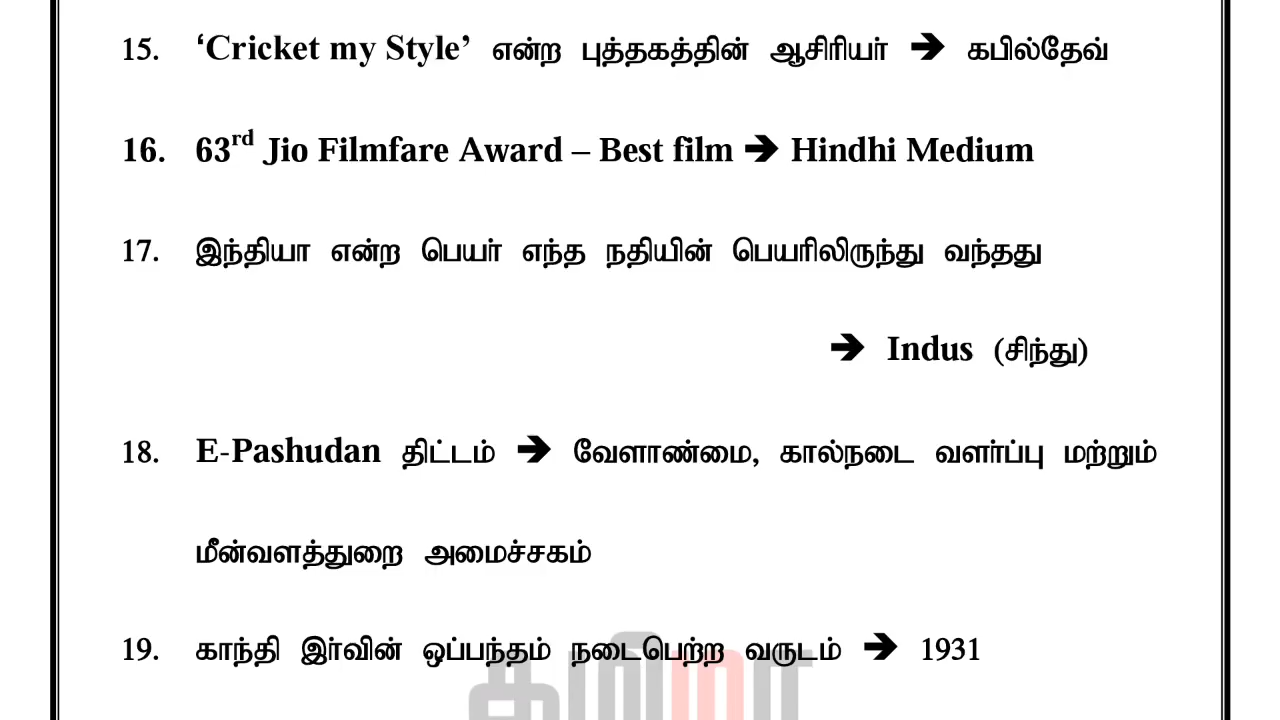 15. ‘Cricket my Style’ என்ற புத்தகத்தின் ஆசிரியர் ➔ கபில்தேவ்
16. 63rd Jio Filmfare Award – Best film ➔ Hindhi Medium
17. இந்தியா என்ற பெயர் எந்த நதியின் பெயரிலிருந்து வந்தது
➔ Indus (சிந்து)
18. E-Pashudan திட்டம் ➔ வேளாண்மை, கால்நடை வளர்ப்பு மற்றும்
மீன்வளத்துறை அமைச்சகம்
19. காந்தி இர்வின் ஒப்பந்தம் நடைபெற்ற வருடம் ➔ 1931